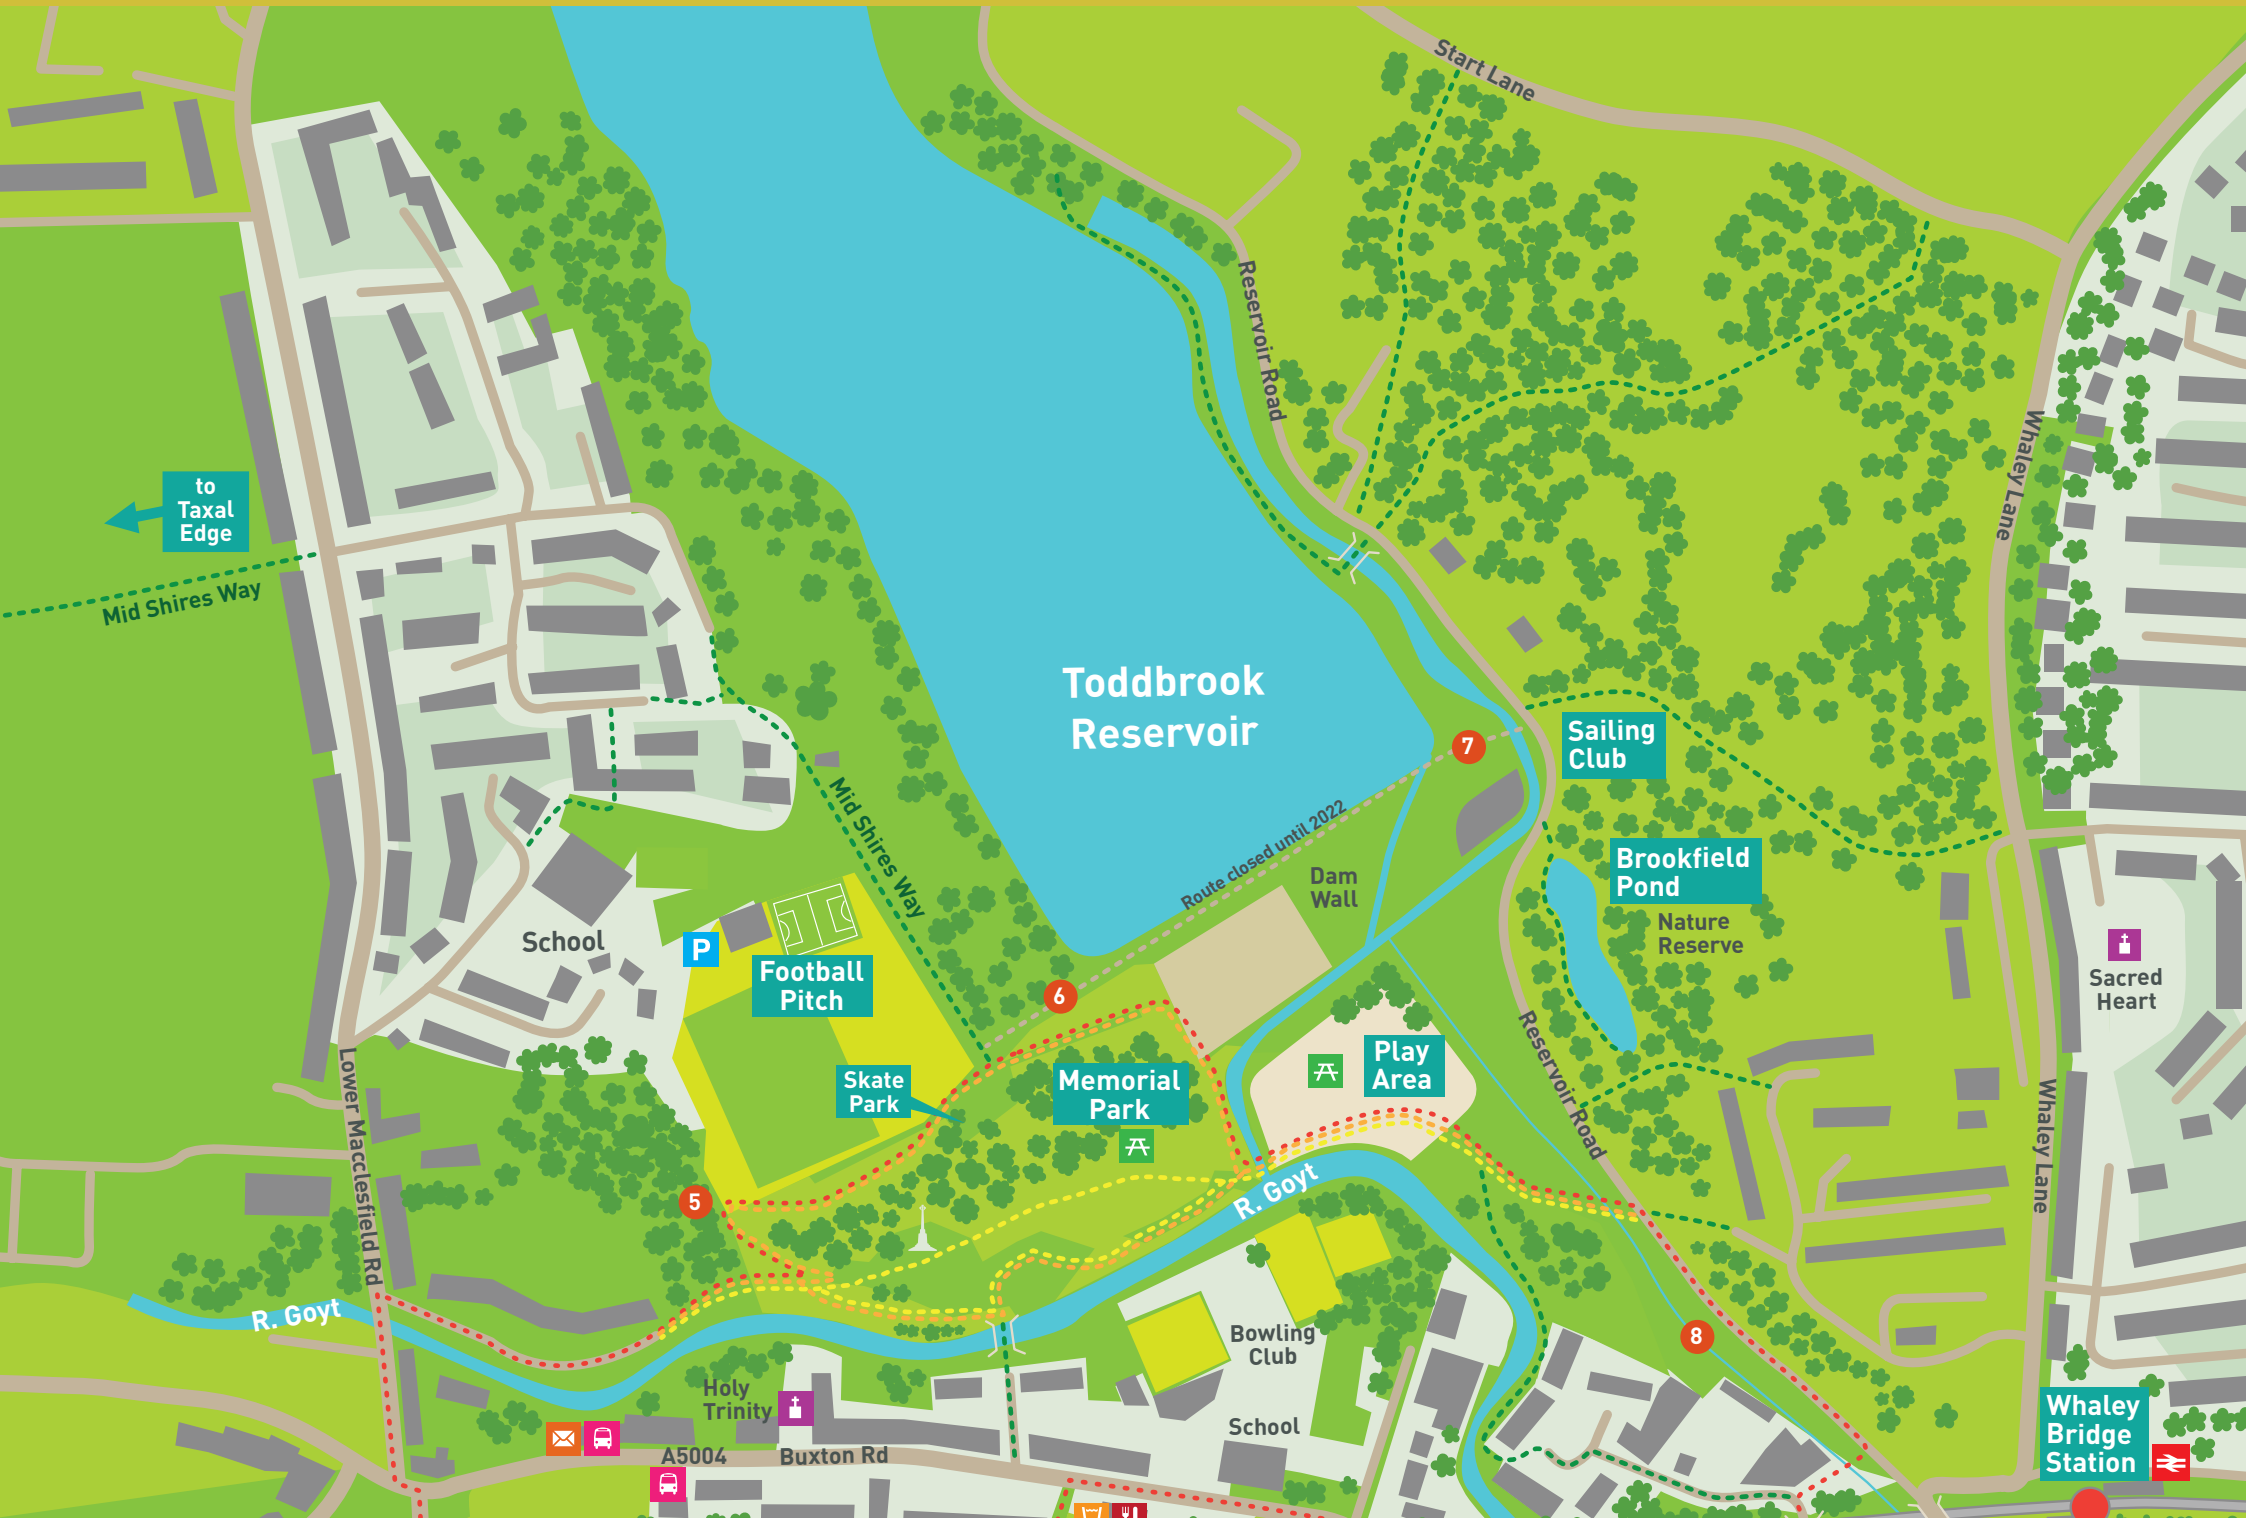 Start Lane
Reservoir Road
Whaley Lane
to
Taxal
Edge
Mid Shires Way
Toddbrook
Reservoir
7
Sailing
Club
Mid Shires Way
Route closed until 2022
Dam
Wall
Brookfield
Pond
Nature
Reserve
School
P
Football
Pitch
6
Sacred
Heart
Skate
Park
Memorial
Park
Play
Area
Reservoir Road
Lower Macclesfield Rd
Whaley Lane
5
R. Goyt
R. Goyt
8
Bowling
Club
Holy
Trinity
School
A5004
Buxton Rd
Whaley
Bridge
Station